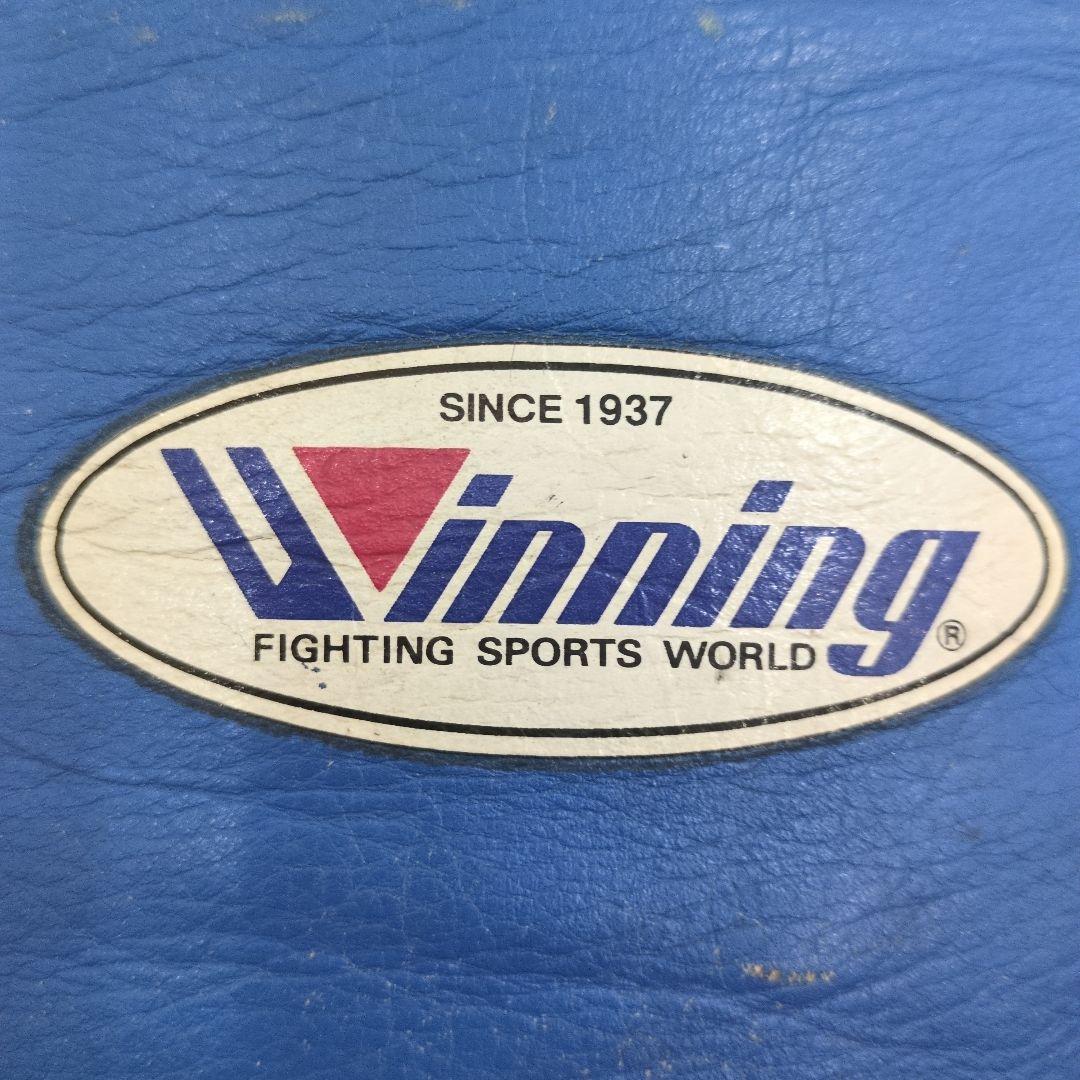 SINCE 1937
Winning
FIGHTING SPORTS WORLD ®